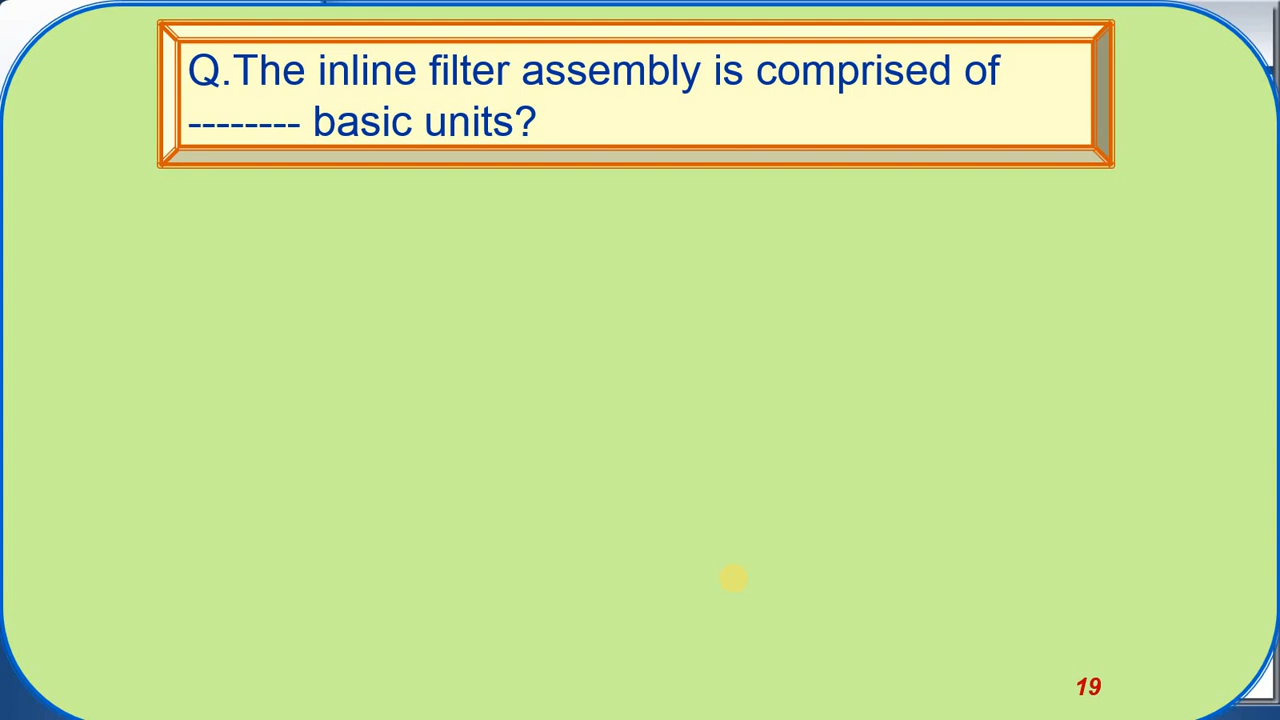 Q.The inline filter assembly is comprised of
-------- basic units?
19